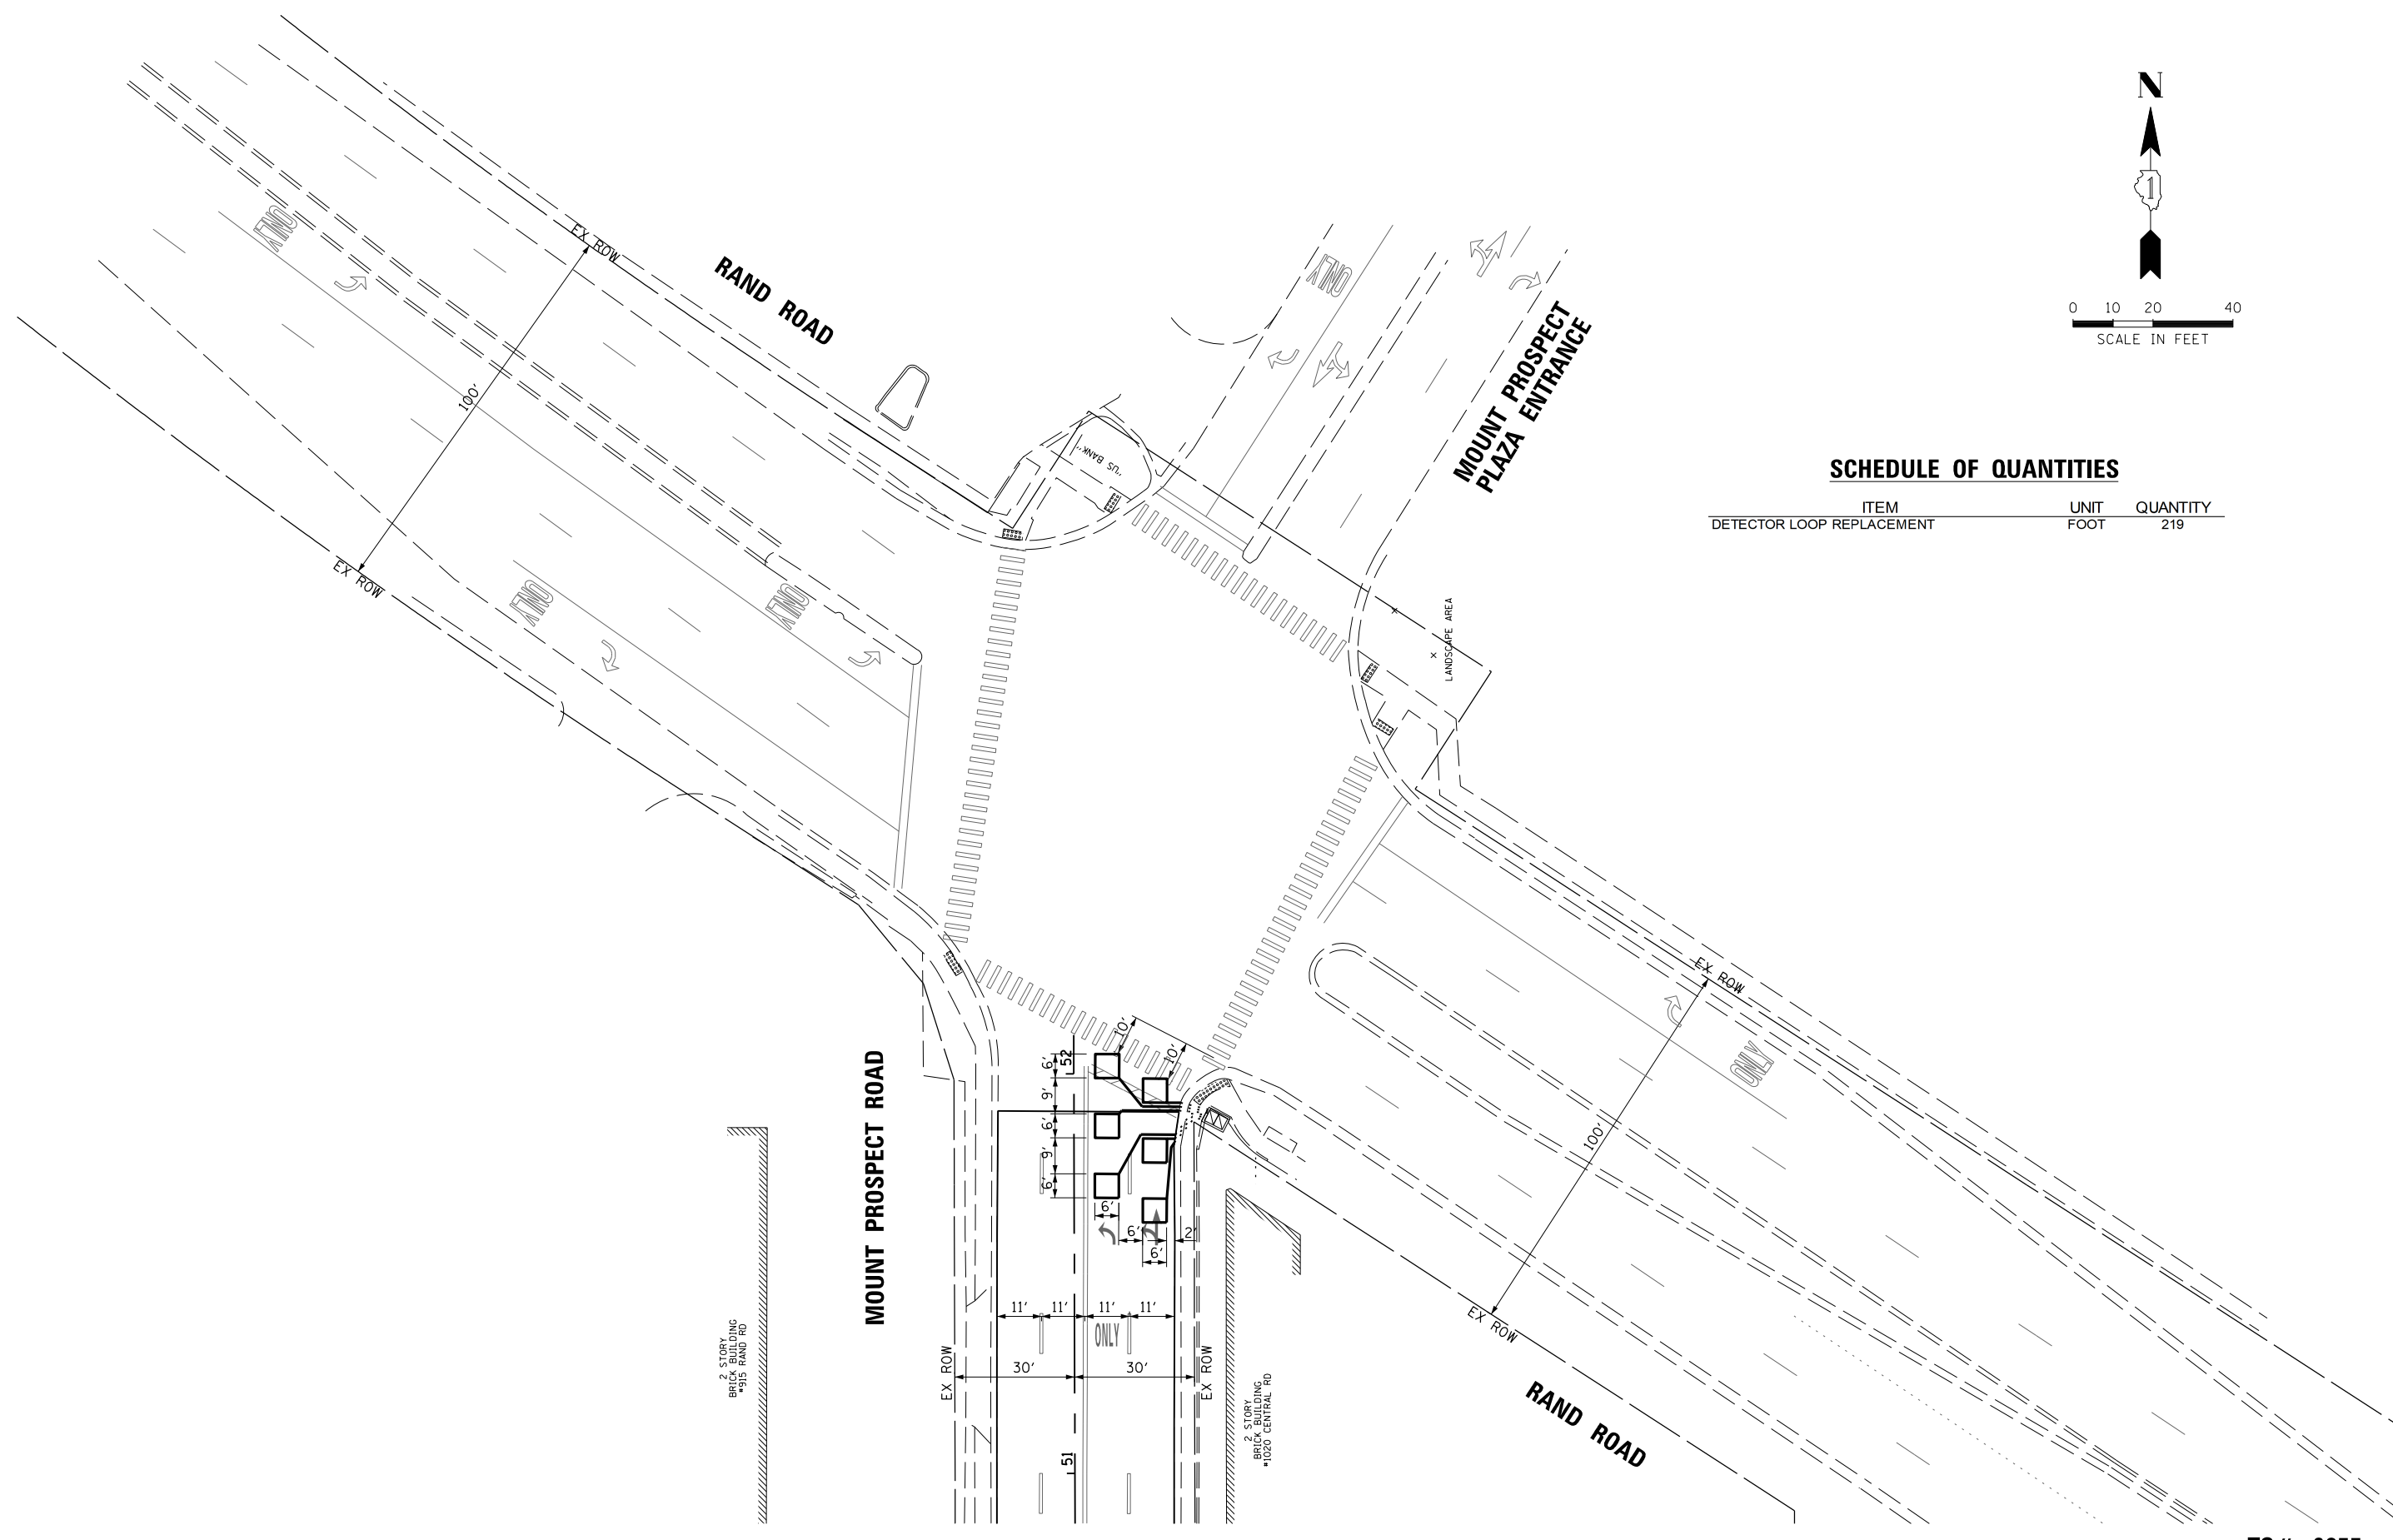 N
1
0 10 20 40
SCALE IN FEET
EX ROW
RAND ROAD
ONLY
ONLY
MOUNT PROSPECT
PLAZA ENTRANCE
100'
"US BANK"
SCHEDULE OF QUANTITIES
ITEM UNIT QUANTITY
DETECTOR LOOP REPLACEMENT FOOT 219
EX ROW
ONLY
ONLY
LANDSCAPE AREA
EX ROW
ONLY
100'
10'
10'
52
6'
9'
6'
9'
6'
6'
6'
2'
6'
MOUNT PROSPECT ROAD
11' 11' 11' 11'
ONLY
30' 30'
EX ROW
EX ROW
EX ROW
2 STORY
BRICK BUILDING
#915 RAND RD
2 STORY
BRICK BUILDING
#1020 CENTRAL RD
RAND ROAD
51